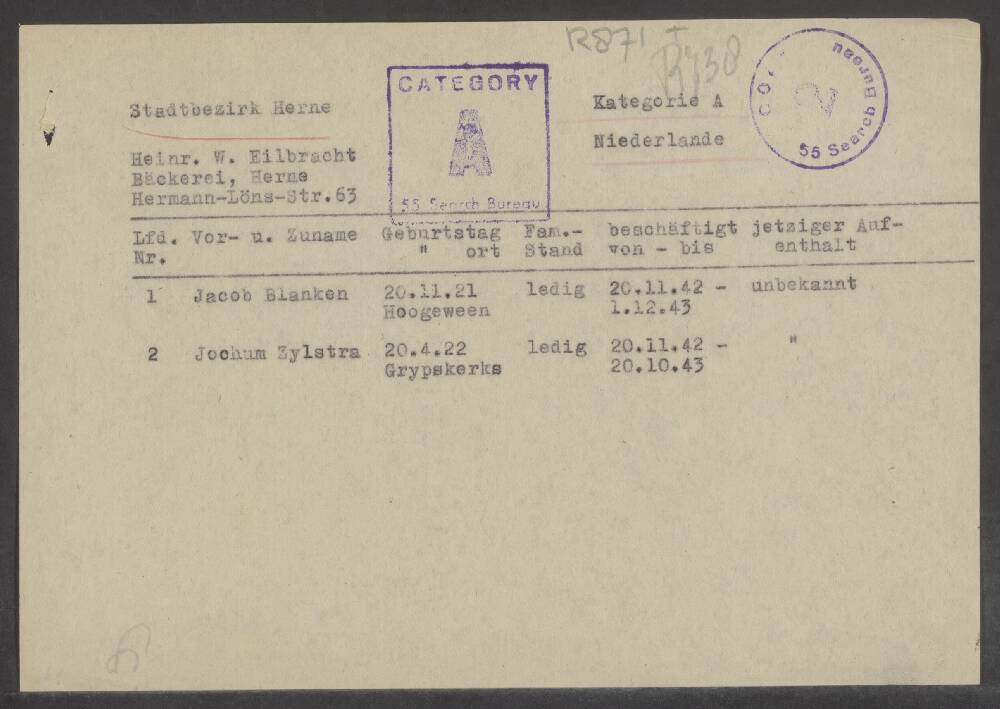 R871 I
CATEGORY
A
55 Search Bureau
COPY
2
55 Search Bureau
Stadtbezirk Herne
Kategorie A
Niederlande
Heinr. W. Eilbracht
Bäckerei, Herne
Hermann-Löns-Str.63
Lfd. Vor- u. Zuname Geburtstag Fam.- beschäftigt jetziger Auf-
Nr. " ort Stand von - bis enthalt
1 Jacob Blanken 20.11.21 ledig 20.11.42 - unbekannt
Hoogeween 1.12.43
2 Jochum Zylstra 20.4.22 ledig 20.11.42 - "
Grypskerks 20.10.43